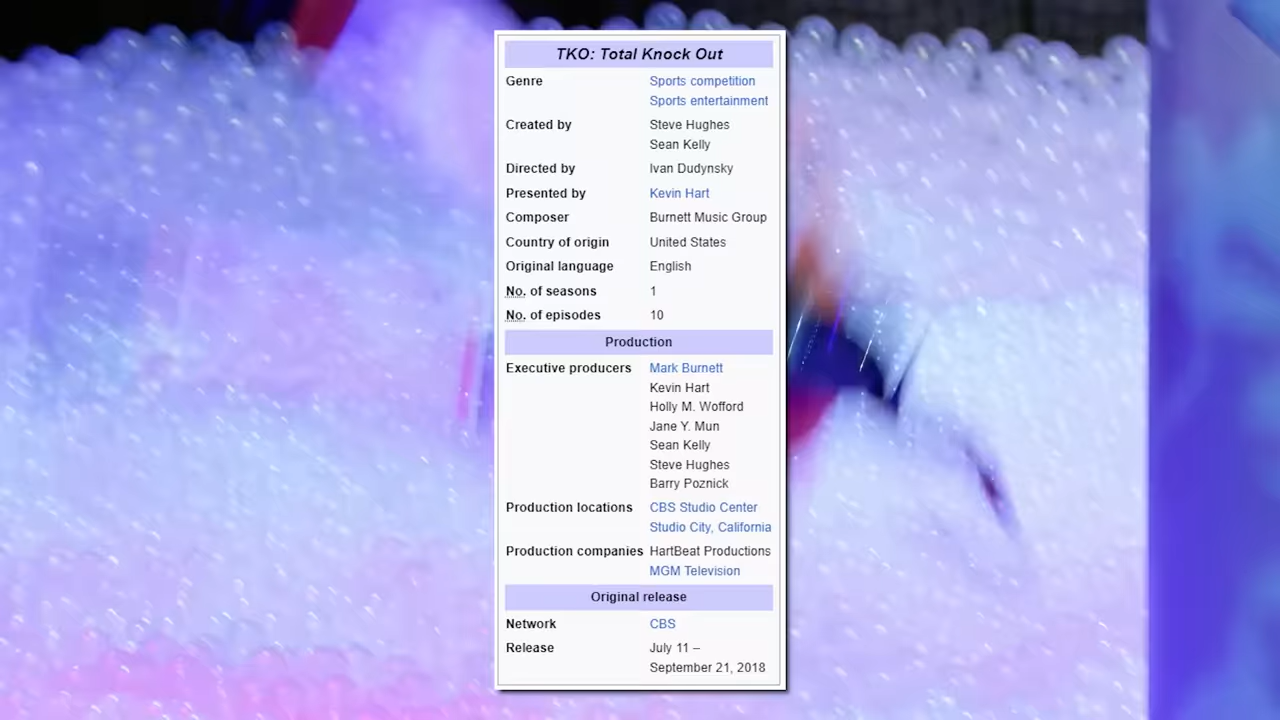 TKO: Total Knock Out
Genre Sports competition
Sports entertainment
Created by Steve Hughes
Sean Kelly
Directed by Ivan Dudynsky
Presented by Kevin Hart
Composer Burnett Music Group
Country of origin United States
Original language English
No. of seasons 1
No. of episodes 10
Production
Executive producers Mark Burnett
Kevin Hart
Holly M. Wofford
Jane Y. Mun
Sean Kelly
Steve Hughes
Barry Poznick
Production locations CBS Studio Center
Studio City, California
Production companies HartBeat Productions
MGM Television
Original release
Network CBS
Release July 11 –
September 21, 2018